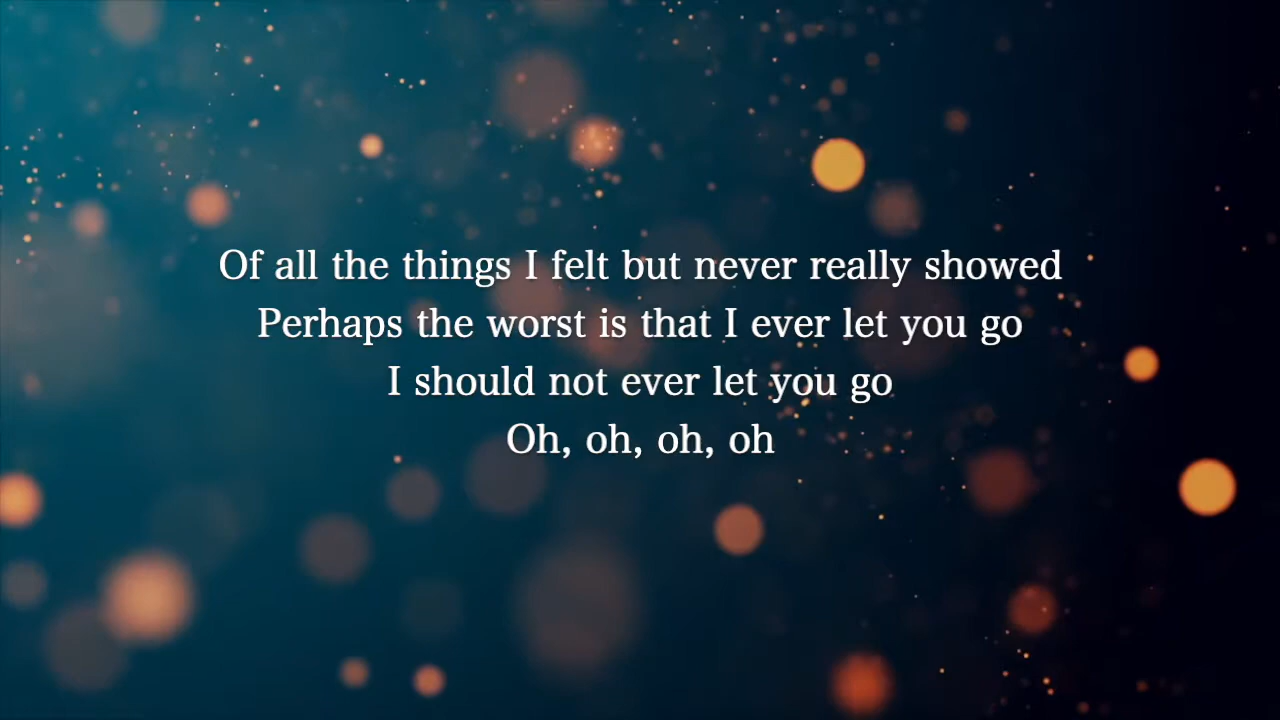 Of all the things I felt but never really showed
Perhaps the worst is that I ever let you go
I should not ever let you go
Oh, oh, oh, oh